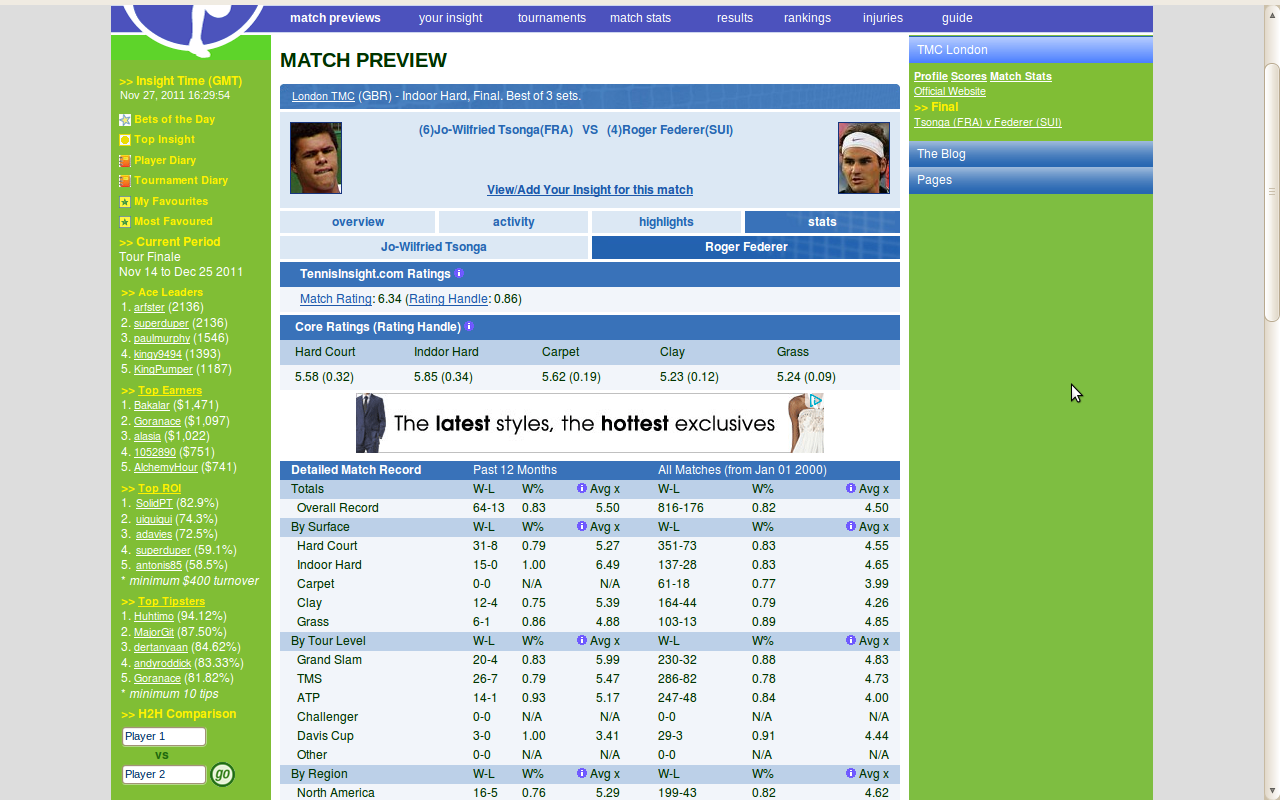 match previews your insight tournaments match stats results rankings injuries guide
>> Insight Time (GMT)
Nov 27, 2011 16:29:54
Bets of the Day
Top Insight
Player Diary
Tournament Diary
My Favourites
Most Favoured
>> Current Period
Tour Finale
Nov 14 to Dec 25 2011
>> Ace Leaders
1. arfster (2136)
2. superduper (2136)
3. paulmurphy (1546)
4. kingy9494 (1393)
5. KingPumper (1187)
>> Top Earners
1. Bakalar ($1,471)
2. Goranace ($1,097)
3. alasia ($1,022)
4. 1052890 ($751)
5. AlchemyHour ($741)
>> Top ROI
1. SolidPT (82.9%)
2. uiguigui (74.3%)
3. adavies (72.5%)
4. superduper (59.1%)
5. antonis85 (58.5%)
* minimum $400 turnover
>> Top Tipsters
1. Huhtimo (94.12%)
2. MajorGit (87.50%)
3. dertanyaan (84.62%)
4. andyroddick (83.33%)
5. Goranace (81.82%)
* minimum 10 tips
>> H2H Comparison
Player 1
vs
Player 2 go
MATCH PREVIEW
London TMC (GBR) - Indoor Hard, Final. Best of 3 sets.
(6)Jo-Wilfried Tsonga(FRA) VS (4)Roger Federer(SUI)
View/Add Your Insight for this match
overview activity highlights stats
Jo-Wilfried Tsonga Roger Federer
TennisInsight.com Ratings i
Match Rating: 6.34 (Rating Handle: 0.86)
Core Ratings (Rating Handle) i
Hard Court Inddor Hard Carpet Clay Grass
5.58 (0.32) 5.85 (0.34) 5.62 (0.19) 5.23 (0.12) 5.24 (0.09)
The latest styles, the hottest exclusives
Detailed Match Record Past 12 Months All Matches (from Jan 01 2000)
Totals W-L W% i Avg x W-L W% i Avg x
Overall Record 64-13 0.83 5.50 816-176 0.82 4.50
By Surface W-L W% i Avg x W-L W% i Avg x
Hard Court 31-8 0.79 5.27 351-73 0.83 4.55
Indoor Hard 15-0 1.00 6.49 137-28 0.83 4.65
Carpet 0-0 N/A N/A 61-18 0.77 3.99
Clay 12-4 0.75 5.39 164-44 0.79 4.26
Grass 6-1 0.86 4.88 103-13 0.89 4.85
By Tour Level W-L W% i Avg x W-L W% i Avg x
Grand Slam 20-4 0.83 5.99 230-32 0.88 4.83
TMS 26-7 0.79 5.47 286-82 0.78 4.73
ATP 14-1 0.93 5.17 247-48 0.84 4.00
Challenger 0-0 N/A N/A 0-0 N/A N/A
Davis Cup 3-0 1.00 3.41 29-3 0.91 4.44
Other 0-0 N/A N/A 0-0 N/A N/A
By Region W-L W% i Avg x W-L W% i Avg x
North America 16-5 0.76 5.29 199-43 0.82 4.62
TMC London
Profile Scores Match Stats
Official Website
>> Final
Tsonga (FRA) v Federer (SUI)
The Blog
Pages